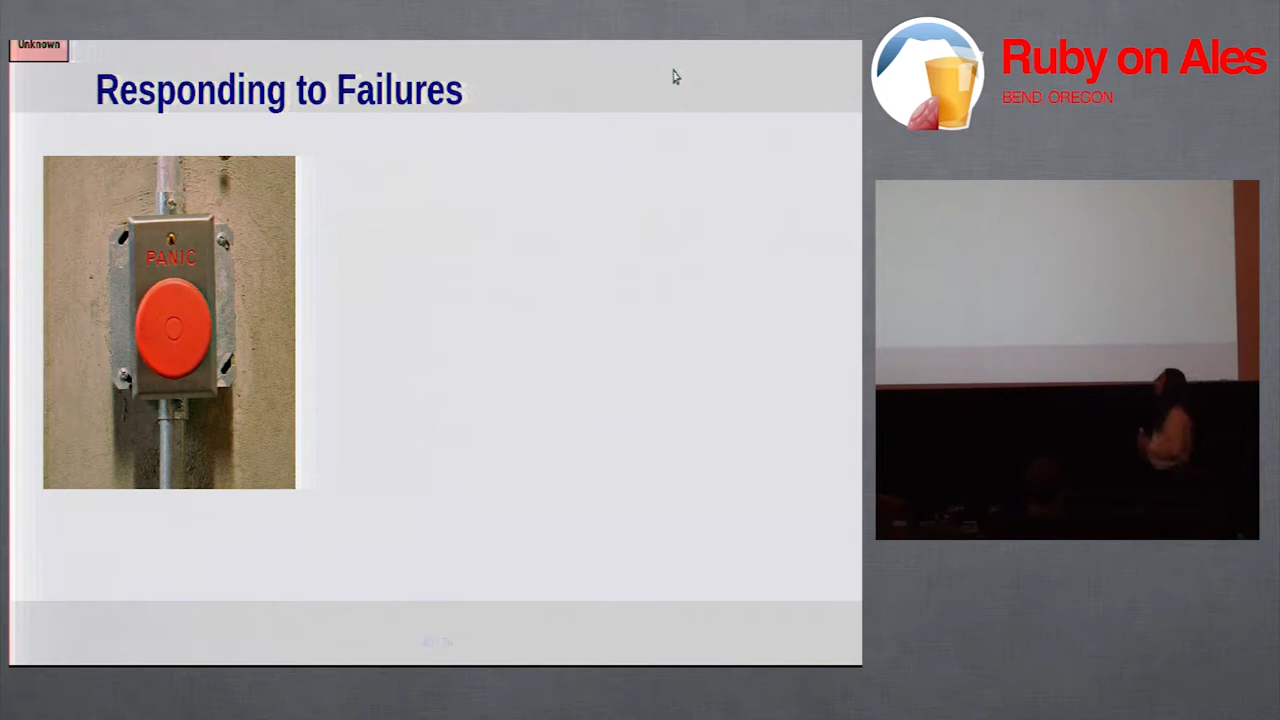 Unknown
Responding to Failures
PANIC
Ruby on Ales
BEND, OREGON